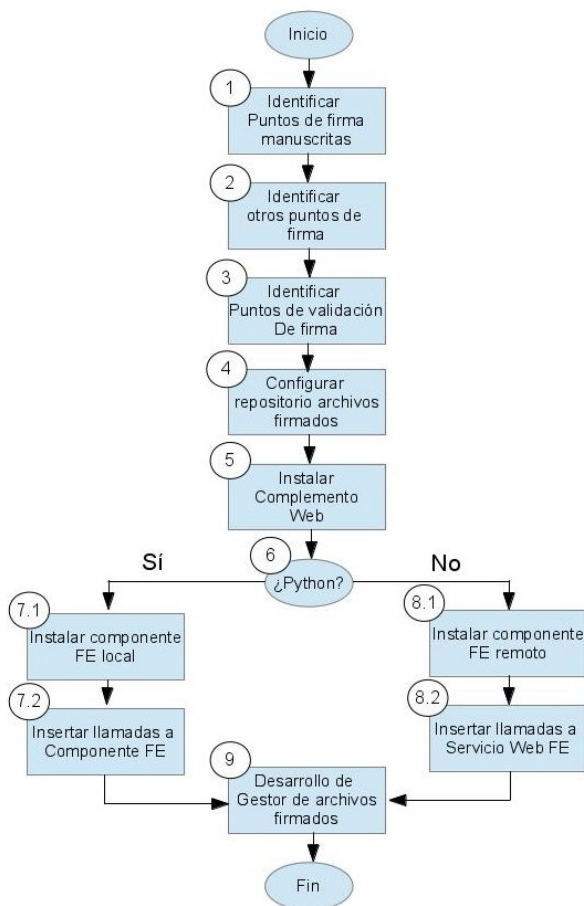 Inicio
1
Identificar
Puntos de firma
manuscritas
2
Identificar
otros puntos de
firma
3
Identificar
Puntos de validación
De firma
4
Configurar
repositorio archivos
firmados
5
Instalar
Complemento
Web
6
¿Python?
Sí
No
7.1
Instalar componente
FE local
7.2
Insertar llamadas a
Componente FE
8.1
Instalar componente
FE remoto
8.2
Insertar llamadas a
Servicio Web FE
9
Desarrollo de
Gestor de archivos
firmados
Fin